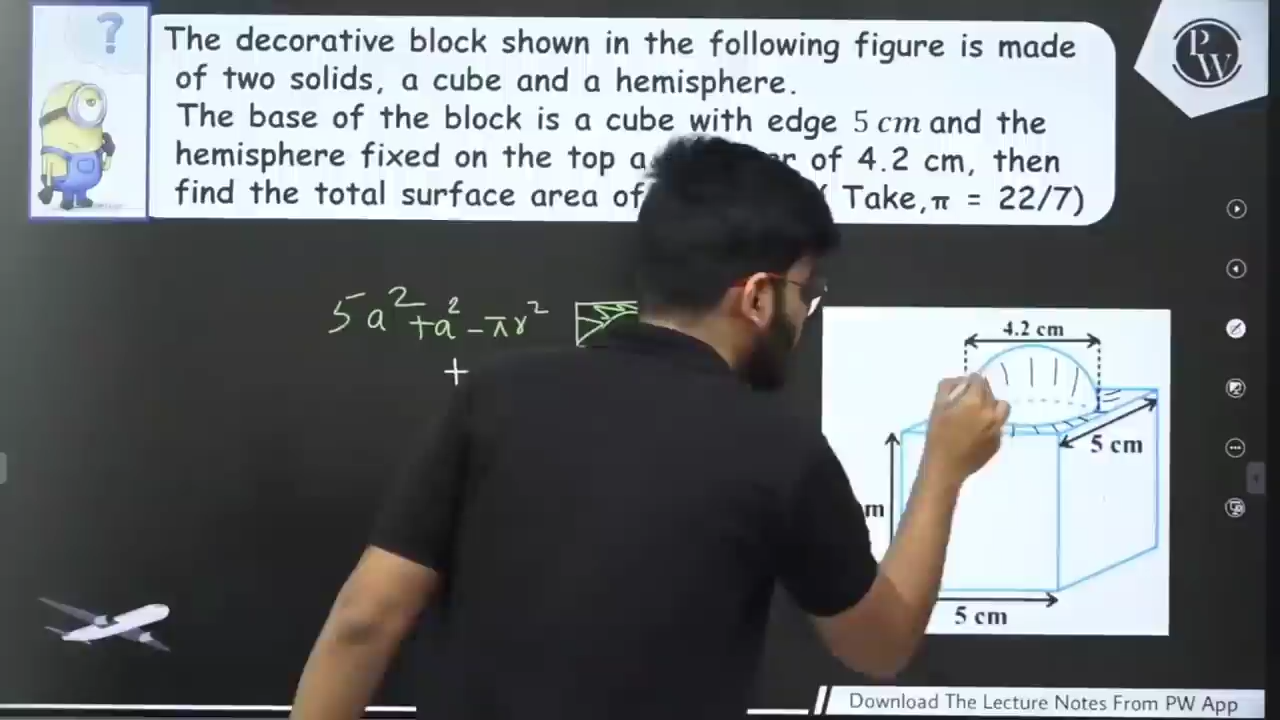 ?
The decorative block shown in the following figure is made
of two solids, a cube and a hemisphere.
The base of the block is a cube with edge 5 cm and the
hemisphere fixed on the top of 4.2 cm, then
find the total surface area of ( Take, π = 22/7)
PW
5a² + a² - πr²
+
4.2 cm
5 cm
m
5 cm
Download The Lecture Notes From PW App